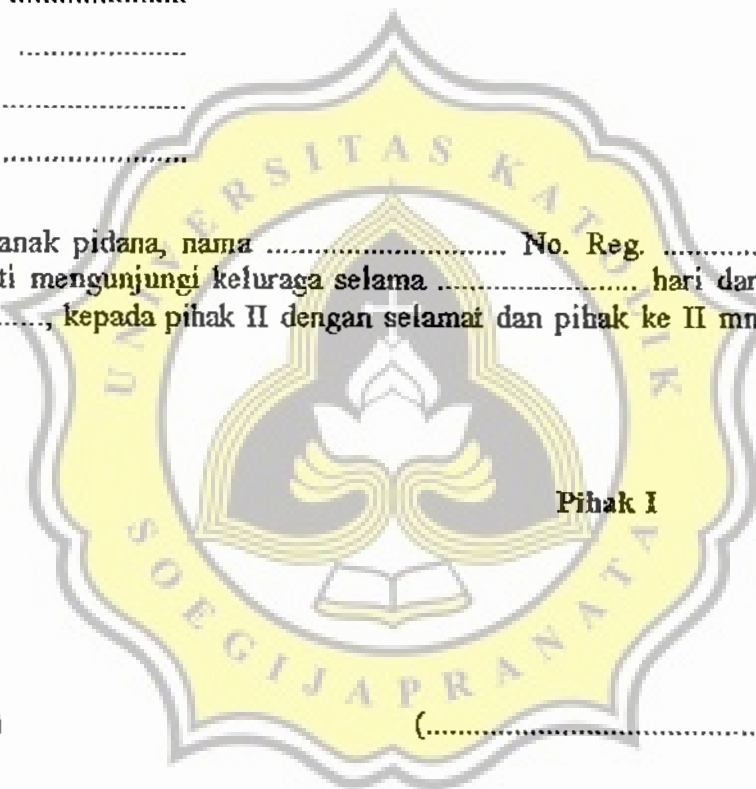 ....................................
....................................
....................................
....................................
anak pidana, nama .............................. No. Reg. ............
ti mengunjungi keluraga selama ......................... hari dar
......, kepada pihak II dengan selamat dan pihak ke II mn
UNIVERSITAS KATOLIK
Pihak I
SOEGIJAPRANATA
) (..........................................